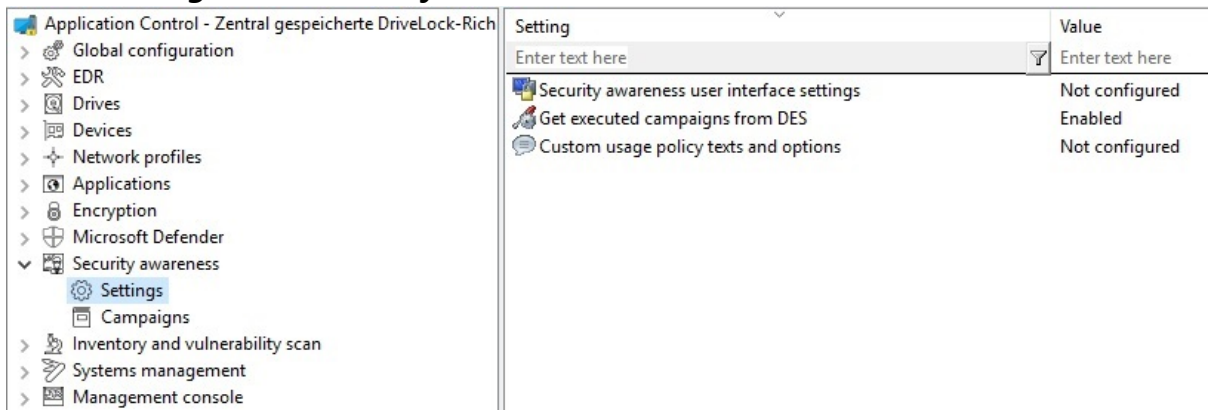 Application Control - Zentral gespeicherte DriveLock-Rich
Global configuration
EDR
Drives
Devices
Network profiles
Applications
Encryption
Microsoft Defender
Security awareness
Settings
Campaigns
Inventory and vulnerability scan
Systems management
Management console
Setting Value
Enter text here Enter text here
Security awareness user interface settings Not configured
Get executed campaigns from DES Enabled
Custom usage policy texts and options Not configured